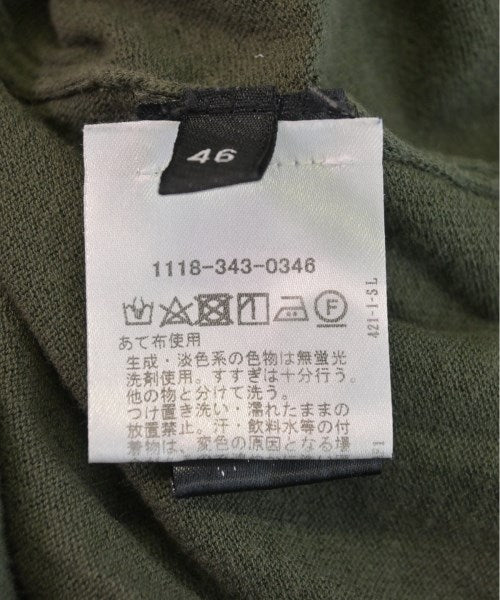 46
1118-343-0346
F
421-1-SL
あて布使用
生成・淡色系の色物は無蛍光
洗剤使用。すすぎは十分行う。
他の物と分けて洗う。
つけ置き洗い・濡れたままの
放置禁止。汗・飲料水等の付
着物は、変色の原因となる場